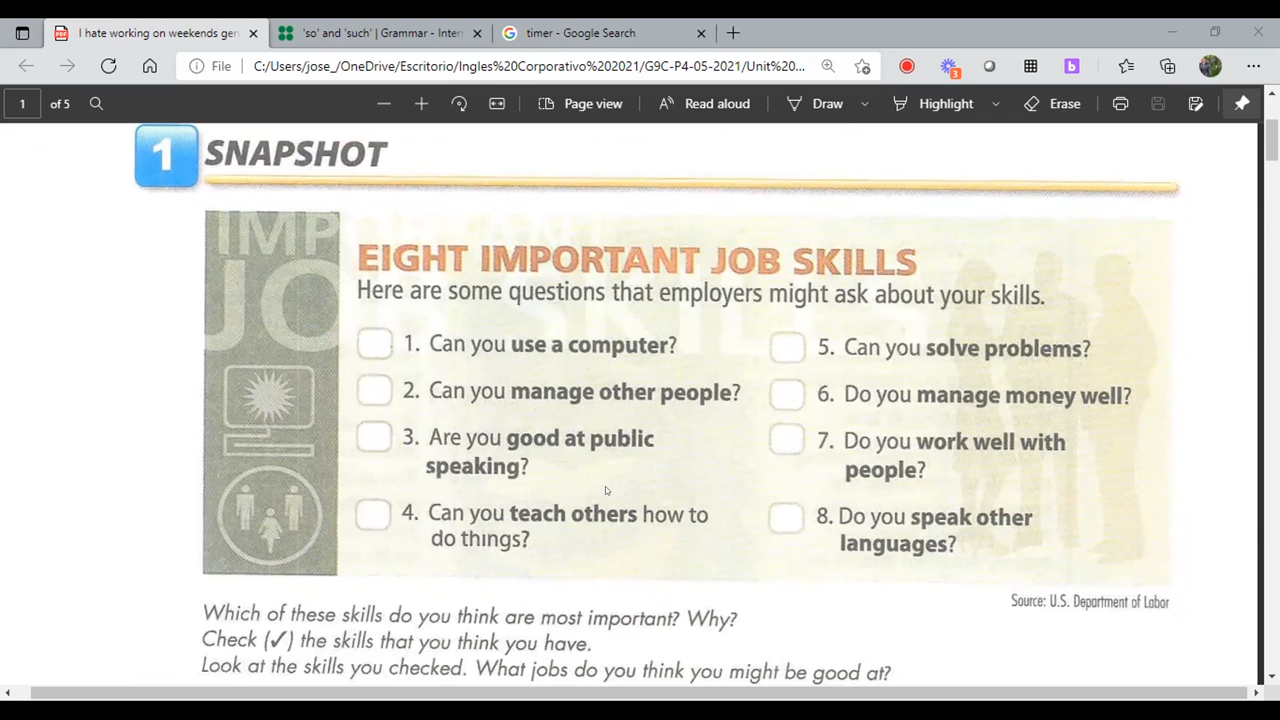 I hate working on weekends ger
'so' and 'such' | Grammar - Inter
timer - Google Search
File
C:/Users/jose_/OneDrive/Escritorio/Ingles%20Corporativo%202021/G9C-P4-05-2021/Unit%20...
3
b
1
of 5
Page view
Read aloud
Draw
Highlight
Erase
1 SNAPSHOT
IMPORTANT
JOB SKILLS
EIGHT IMPORTANT JOB SKILLS
Here are some questions that employers might ask about your skills.
1. Can you use a computer?
2. Can you manage other people?
3. Are you good at public
speaking?
4. Can you teach others how to
do things?
5. Can you solve problems?
6. Do you manage money well?
7. Do you work well with
people?
8. Do you speak other
languages?
Source: U.S. Department of Labor
Which of these skills do you think are most important? Why?
Check (✓) the skills that you think you have.
Look at the skills you checked. What jobs do you think you might be good at?